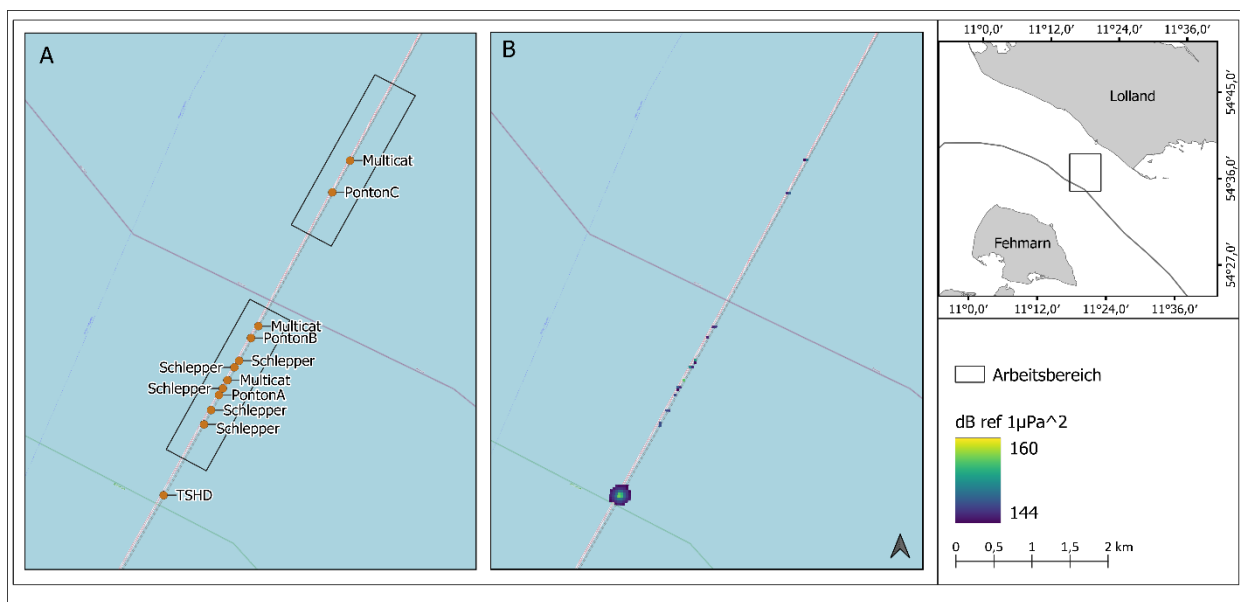 A
Multicat
PontonC
Multicat
PontonB
Schlepper
Schlepper
Multicat
Schlepper
PontonA
Schlepper
Schlepper
TSHD
B
11°0,0' 11°12,0' 11°24,0' 11°36,0'
Lolland
Fehmarn
54°45,0'
54°36,0'
54°27,0'
11°0,0' 11°12,0' 11°24,0' 11°36,0'
Arbeitsbereich
dB ref 1µPa^2
160
144
0 0,5 1 1,5 2 km